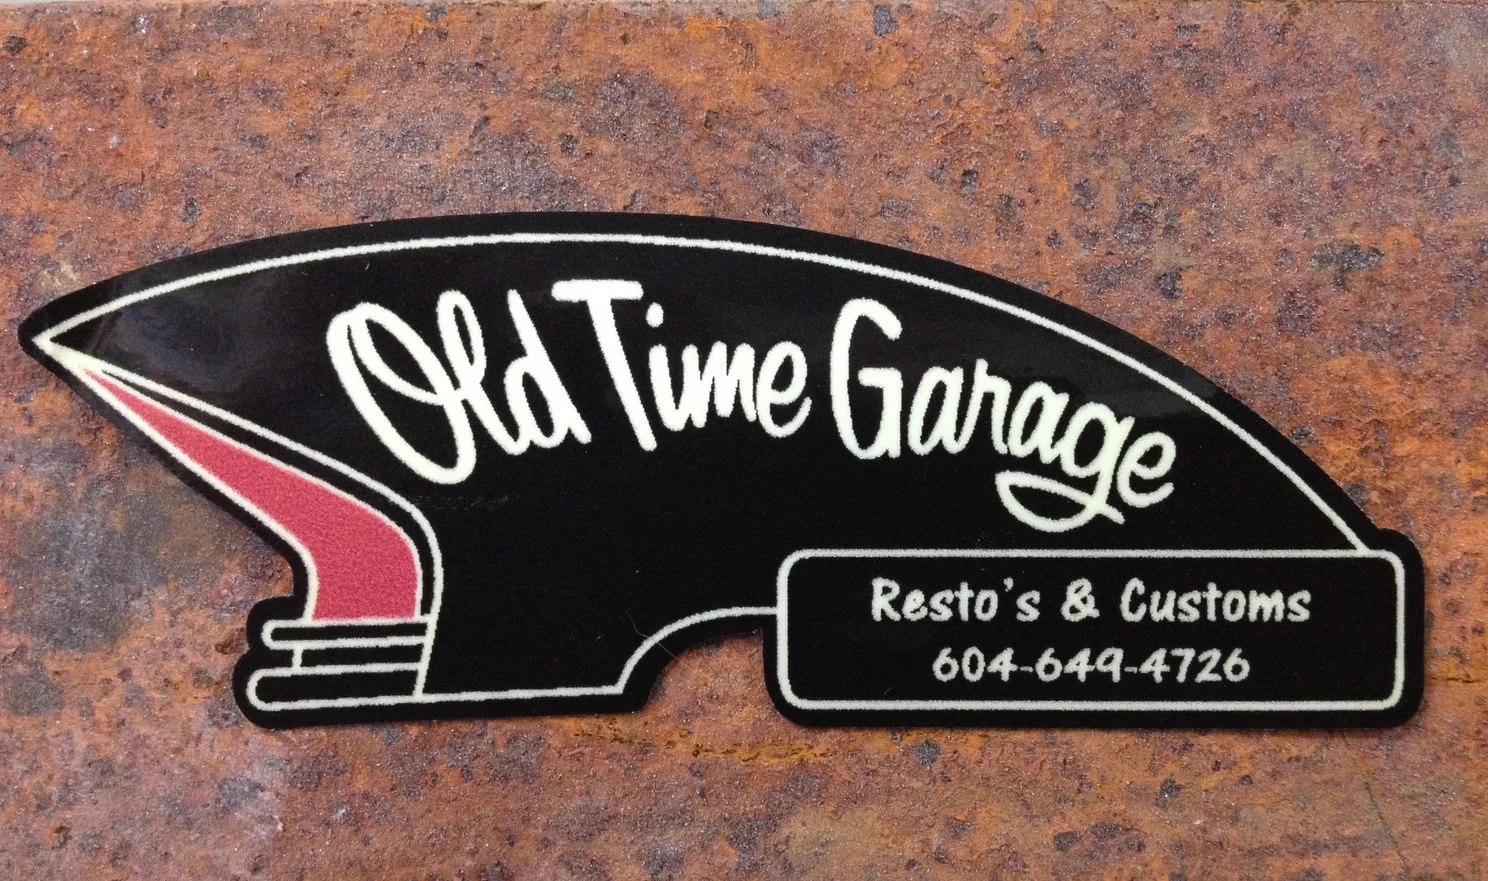 Old Time Garage
Resto's & Customs
604-649-4726